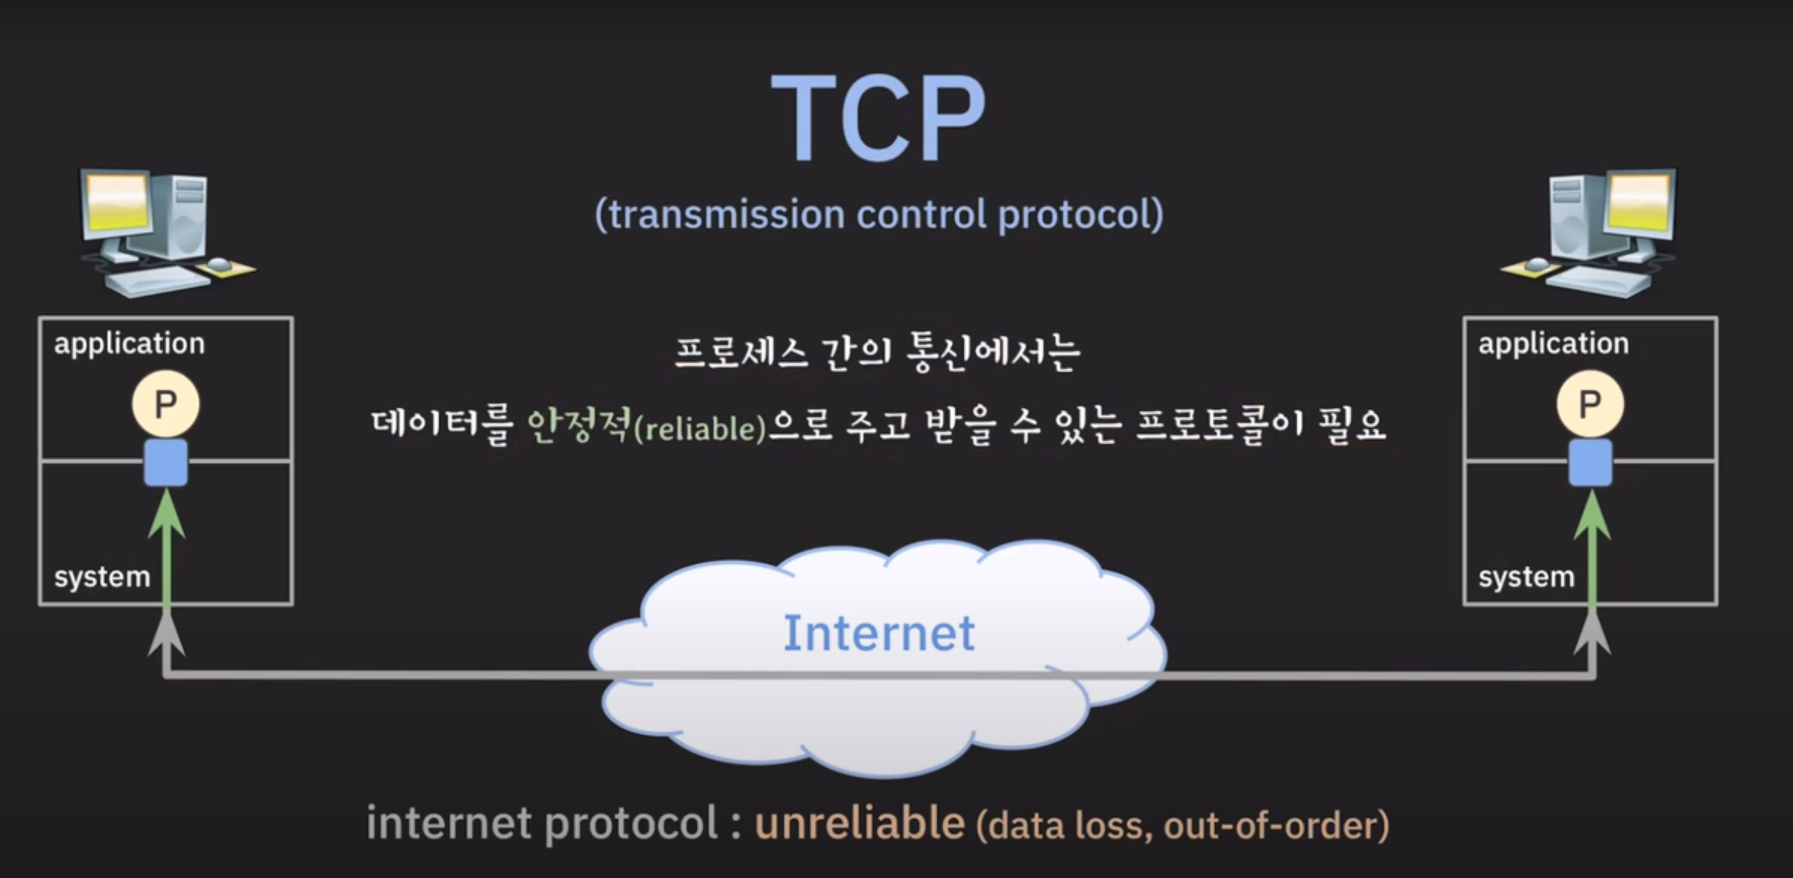 TCP
(transmission control protocol)
application
P
system
프로세스 간의 통신에서는
데이터를 안정적(reliable)으로 주고 받을 수 있는 프로토콜이 필요
application
P
system
Internet
internet protocol : unreliable (data loss, out-of-order)